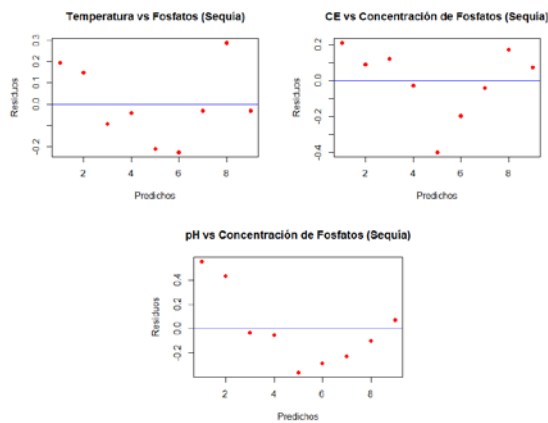 Temperatura vs Fosfatos (Sequía)
Residuos
0.3
0.2
0.1
0.0
-0.2
2 4 6 8
Predichos
CE vs Concentración de Fosfatos (Sequía)
Residuos
0.2
0.0
-0.2
-0.4
2 4 6 8
Predichos
pH vs Concentración de Fosfatos (Sequía)
Residuos
0.4
0.2
0.0
-0.2
2 4 6 8
Predichos